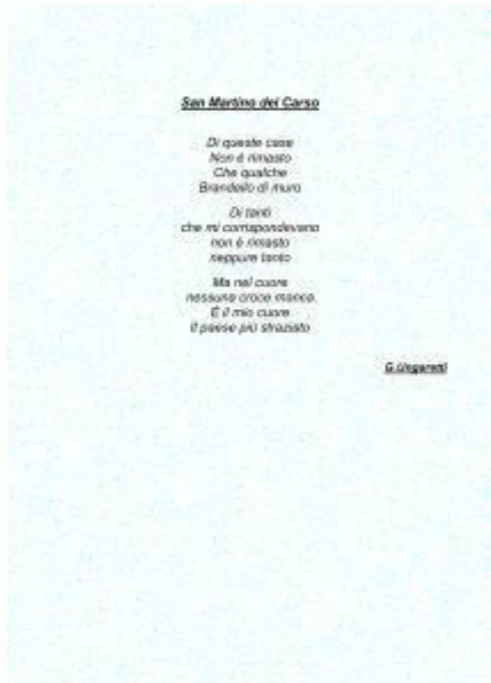 San Martino del Carso
Di queste case
Non è rimasto
Che qualche
Brandello di muro
Di tanti
che mi corrispondevano
non è rimasto
neppure tanto
Ma nel cuore
nessuna croce manca.
È il mio cuore
il paese più straziato
G.Ungaretti